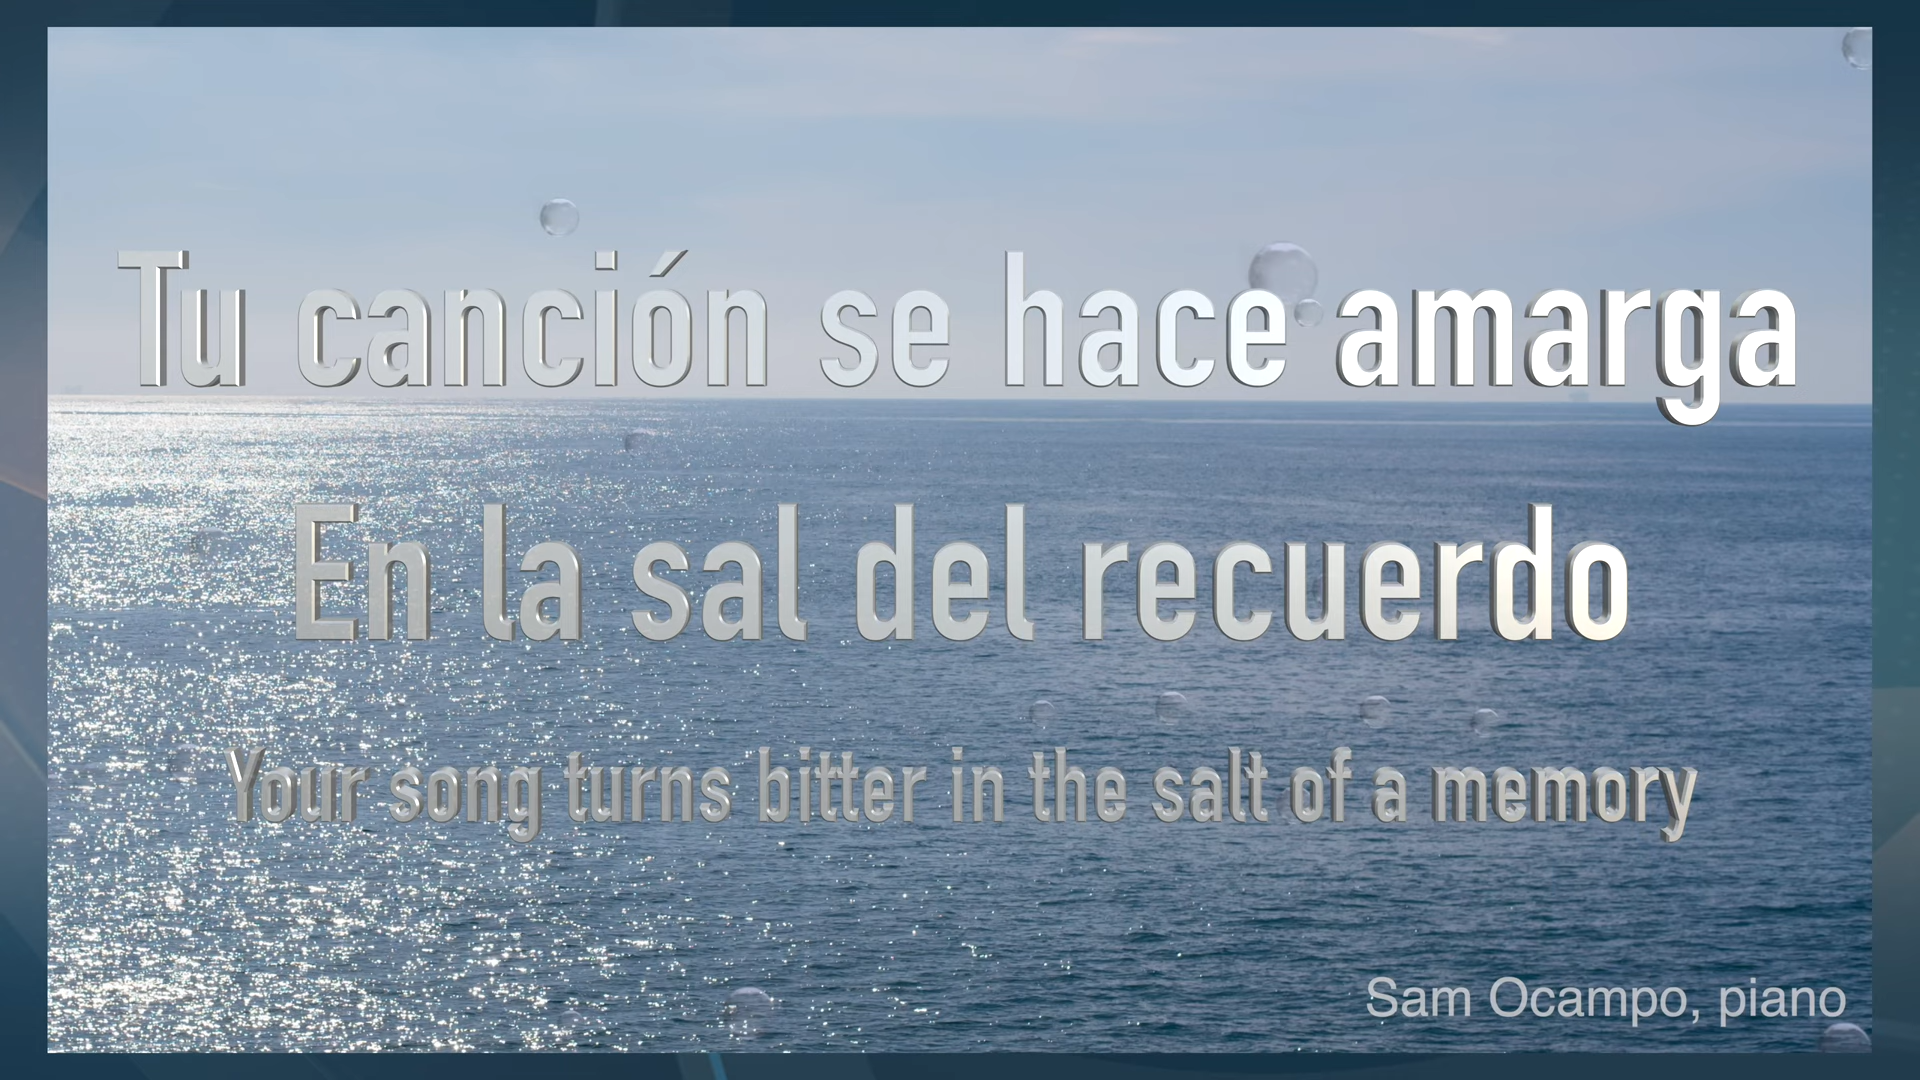 Tu canción se hace amarga
En la sal del recuerdo
Your song turns bitter in the salt of a memory
Sam Ocampo, piano